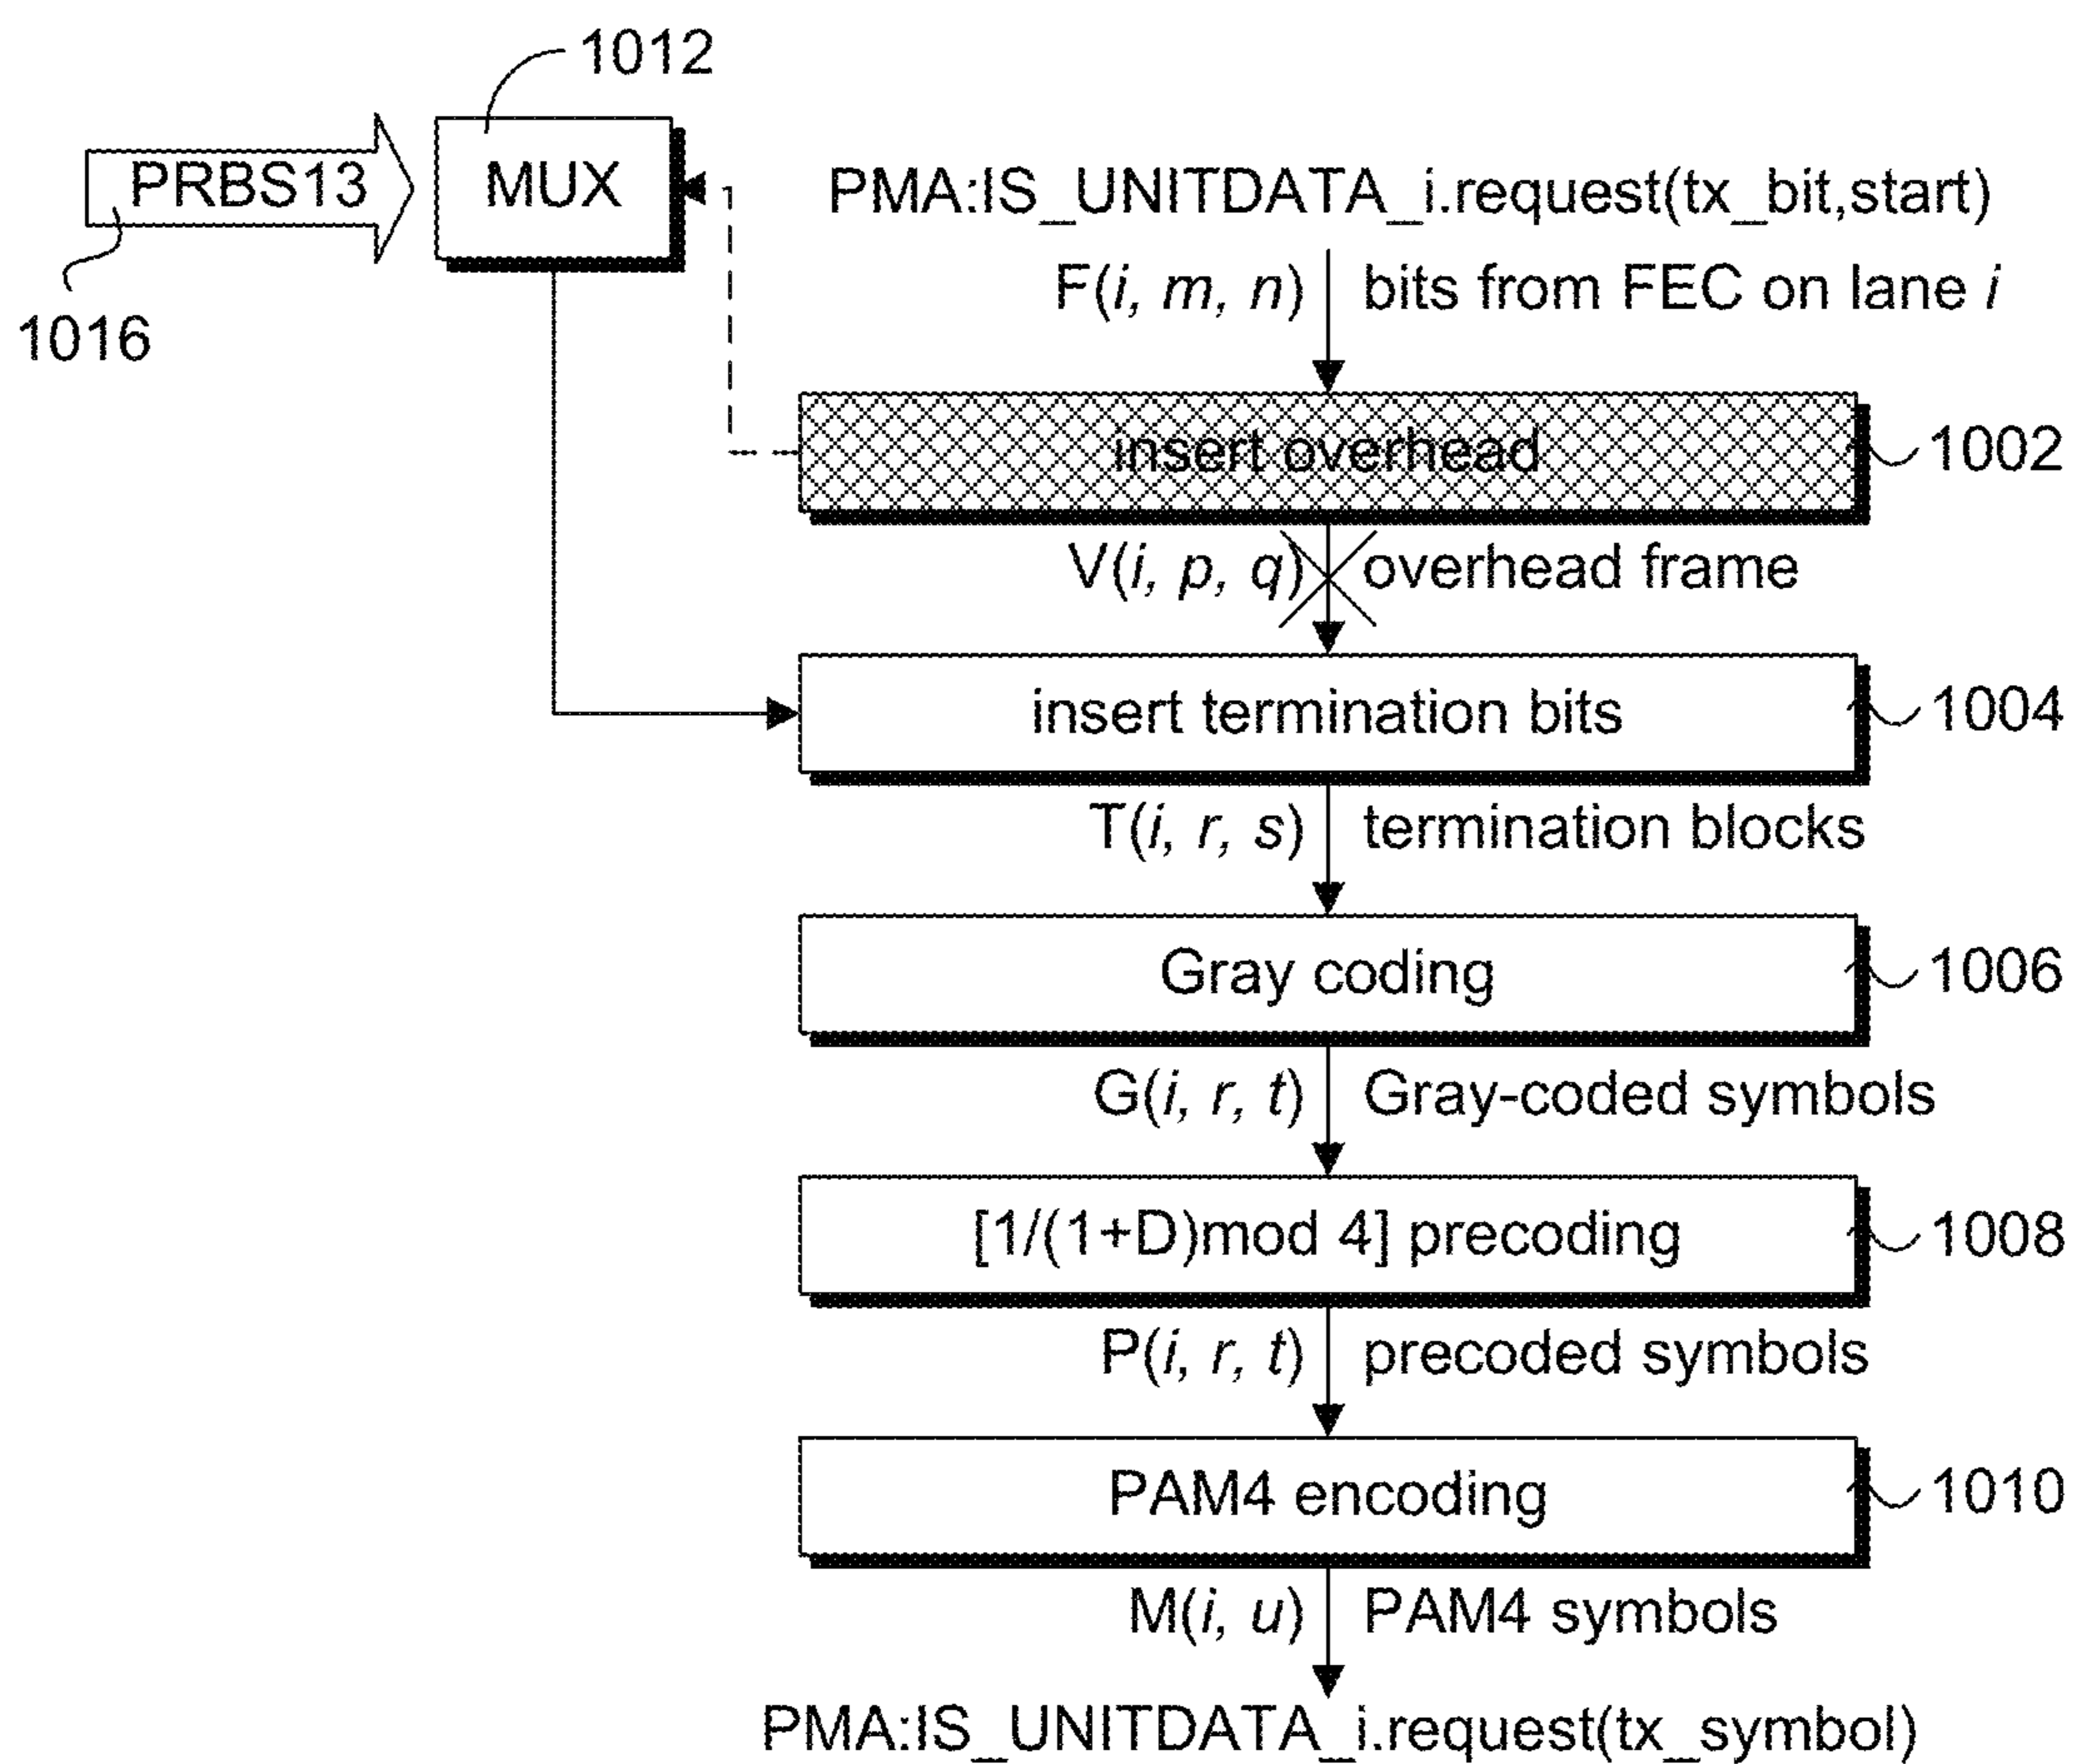 1012
PRBS13
MUX
1016
PMA:IS_UNITDATA_i.request(tx_bit,start)
F(i, m, n) bits from FEC on lane i
insert overhead
1002
V(i, p, q) overhead frame
insert termination bits
1004
T(i, r, s) termination blocks
Gray coding
1006
G(i, r, t) Gray-coded symbols
[1/(1+D)mod 4] precoding
1008
P(i, r, t) precoded symbols
PAM4 encoding
1010
M(i, u) PAM4 symbols
PMA:IS_UNITDATA_i.request(tx_symbol)